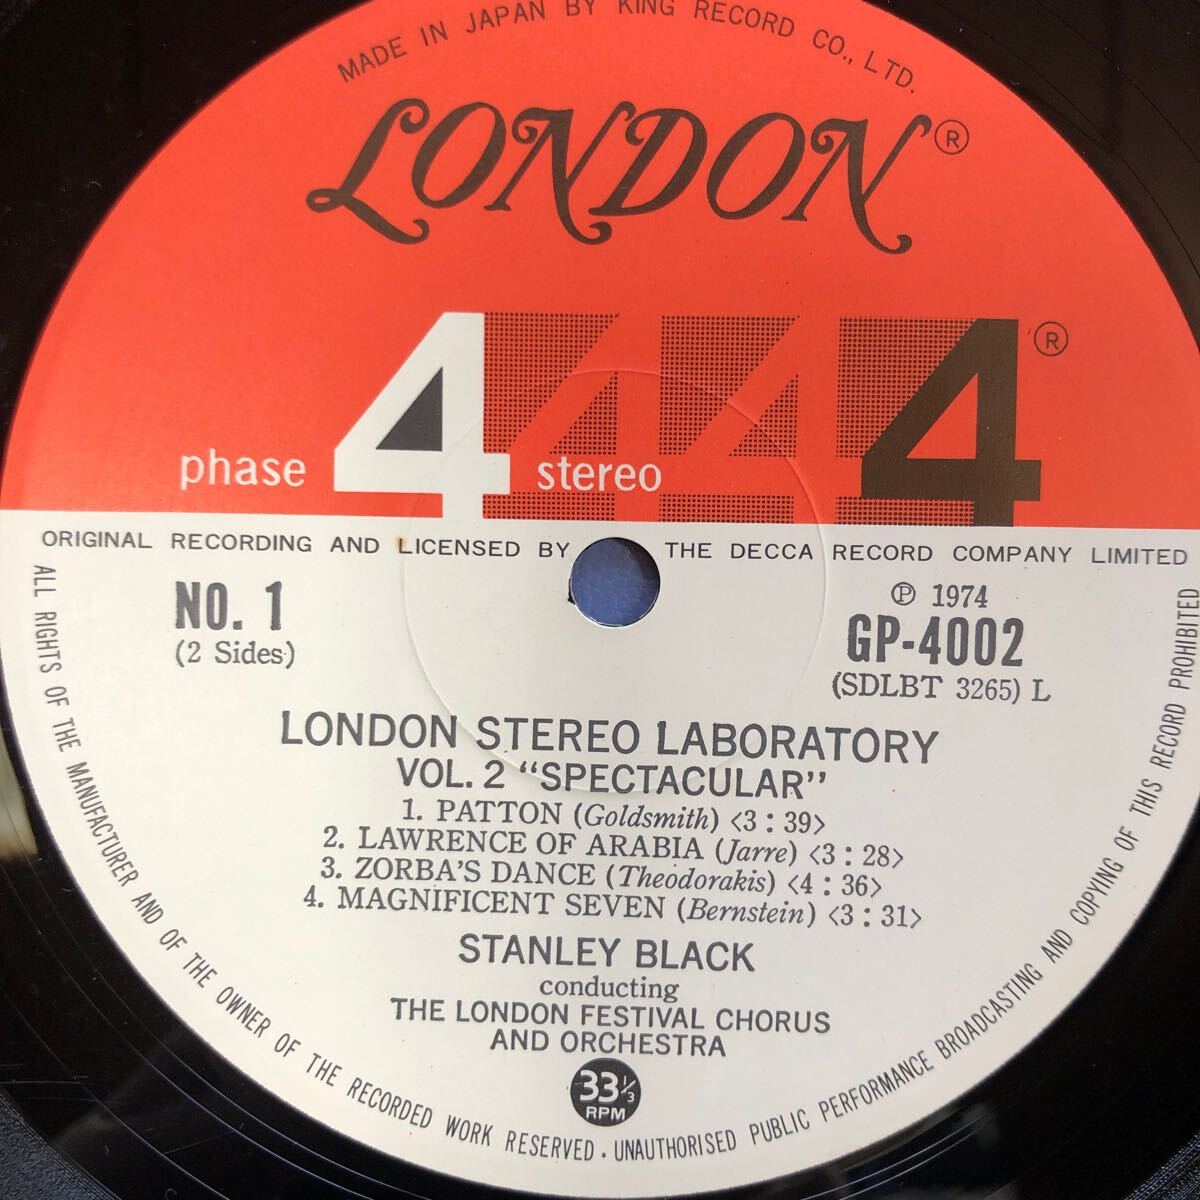 MADE IN JAPAN BY KING RECORD CO., LTD.
LONDON®
phase 4 stereo 4 4 4 ®
ORIGINAL RECORDING AND LICENSED BY THE DECCA RECORD COMPANY LIMITED
NO. 1
(2 Sides)
℗ 1974
GP-4002
(SDLBT 3265) L
LONDON STEREO LABORATORY
VOL. 2 "SPECTACULAR"
1. PATTON (Goldsmith) <3 : 39>
2. LAWRENCE OF ARABIA (Jarre) <3 : 28>
3. ZORBA'S DANCE (Theodorakis) <4 : 36>
4. MAGNIFICENT SEVEN (Bernstein) <3 : 31>
STANLEY BLACK
conducting
THE LONDON FESTIVAL CHORUS
AND ORCHESTRA
33 1/3
RPM
ALL RIGHTS OF THE MANUFACTURER AND OF THE OWNER OF THE RECORDED WORK RESERVED · UNAUTHORISED PUBLIC PERFORMANCE BROADCASTING AND COPYING OF THIS RECORD PROHIBITED